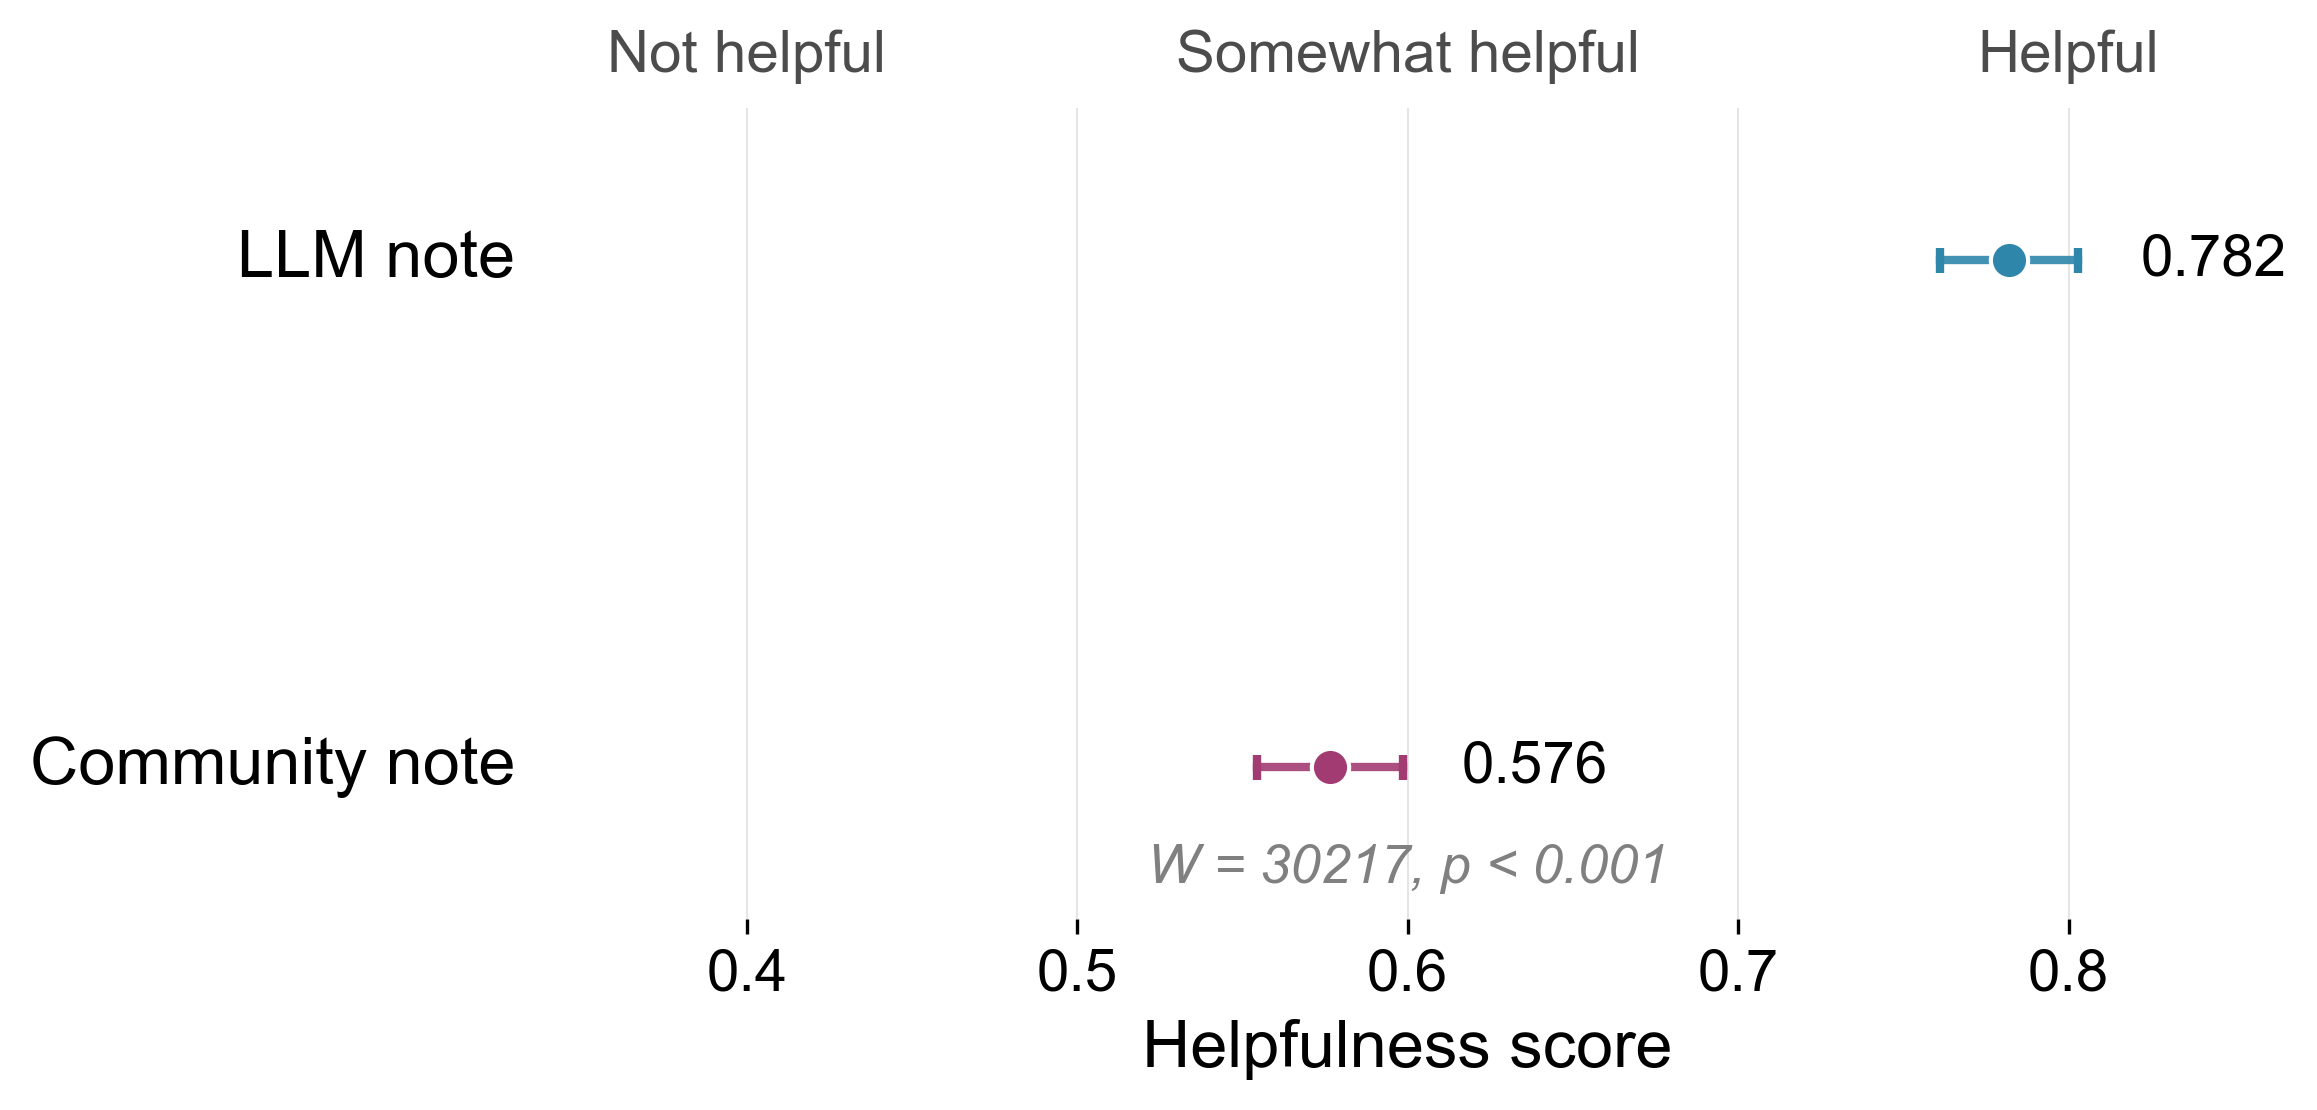 Not helpful Somewhat helpful Helpful
LLM note 0.782
Community note 0.576
W = 30217, p < 0.001
0.4 0.5 0.6 0.7 0.8
Helpfulness score